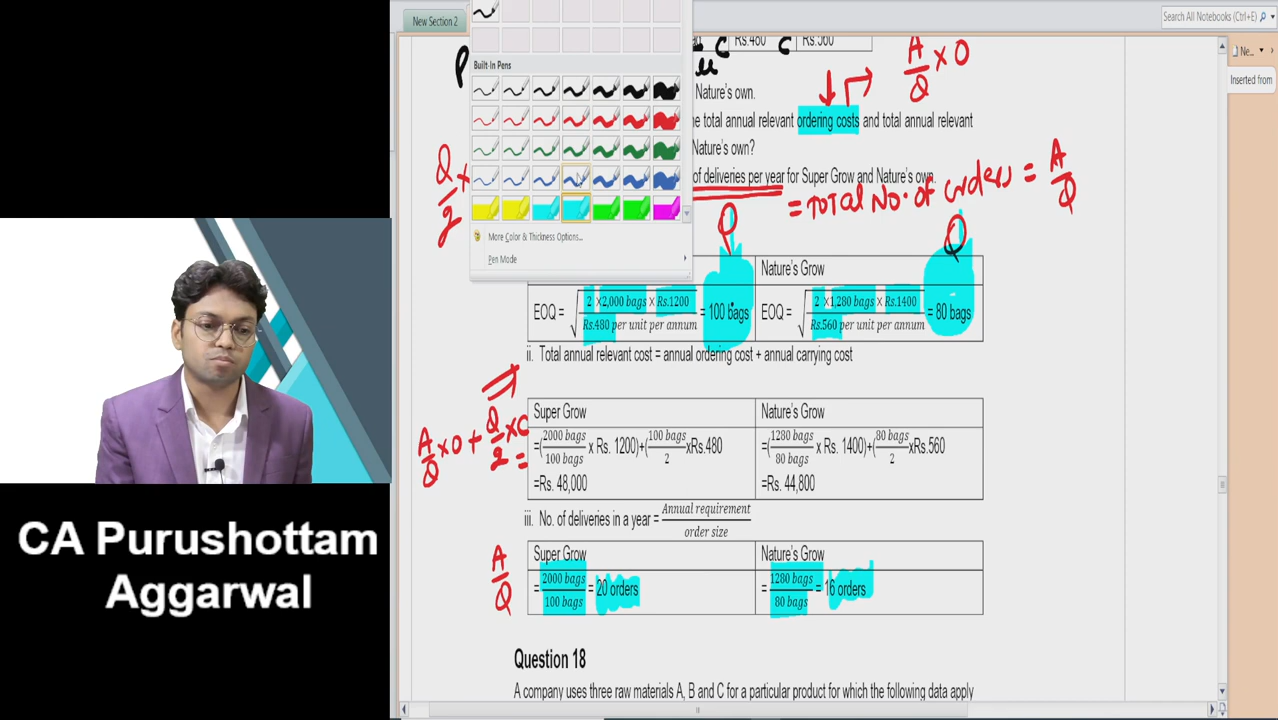 New Section 2
Search All Notebooks (Ctrl+E)
Ne...
Inserted from
Built-In Pens
More Color & Thickness Options...
Pen Mode
C Rs.480 C Rs.560
P
A/Q × O
Nature's own.
e total annual relevant ordering costs and total annual relevant
Nature's own?
of deliveries per year for Super Grow and Nature's own.
= TOTAL No. of orders = A/Q
Q/2 ×
Q Q
Nature's Grow
EOQ = √(2 ×2,000 bags × Rs.1200 / Rs.480 per unit per annum) = 100 bags
EOQ = √(2 ×1,280 bags × Rs.1400 / Rs.560 per unit per annum) = 80 bags
ii. Total annual relevant cost = annual ordering cost + annual carrying cost
A/Q × O + Q/2 × C =
Super Grow Nature's Grow
=(2000 bags/100 bags x Rs. 1200)+(100 bags/2 xRs.480 =(1280 bags/80 bags x Rs. 1400)+(80 bags/2 xRs.560
=Rs. 48,000 =Rs. 44,800
iii. No. of deliveries in a year = Annual requirement/order size
A/Q
Super Grow Nature's Grow
= 2000 bags/100 bags = 20 orders = 1280 bags/80 bags = 16 orders
Question 18
A company uses three raw materials A, B and C for a particular product for which the following data apply
CA Purushottam
Aggarwal